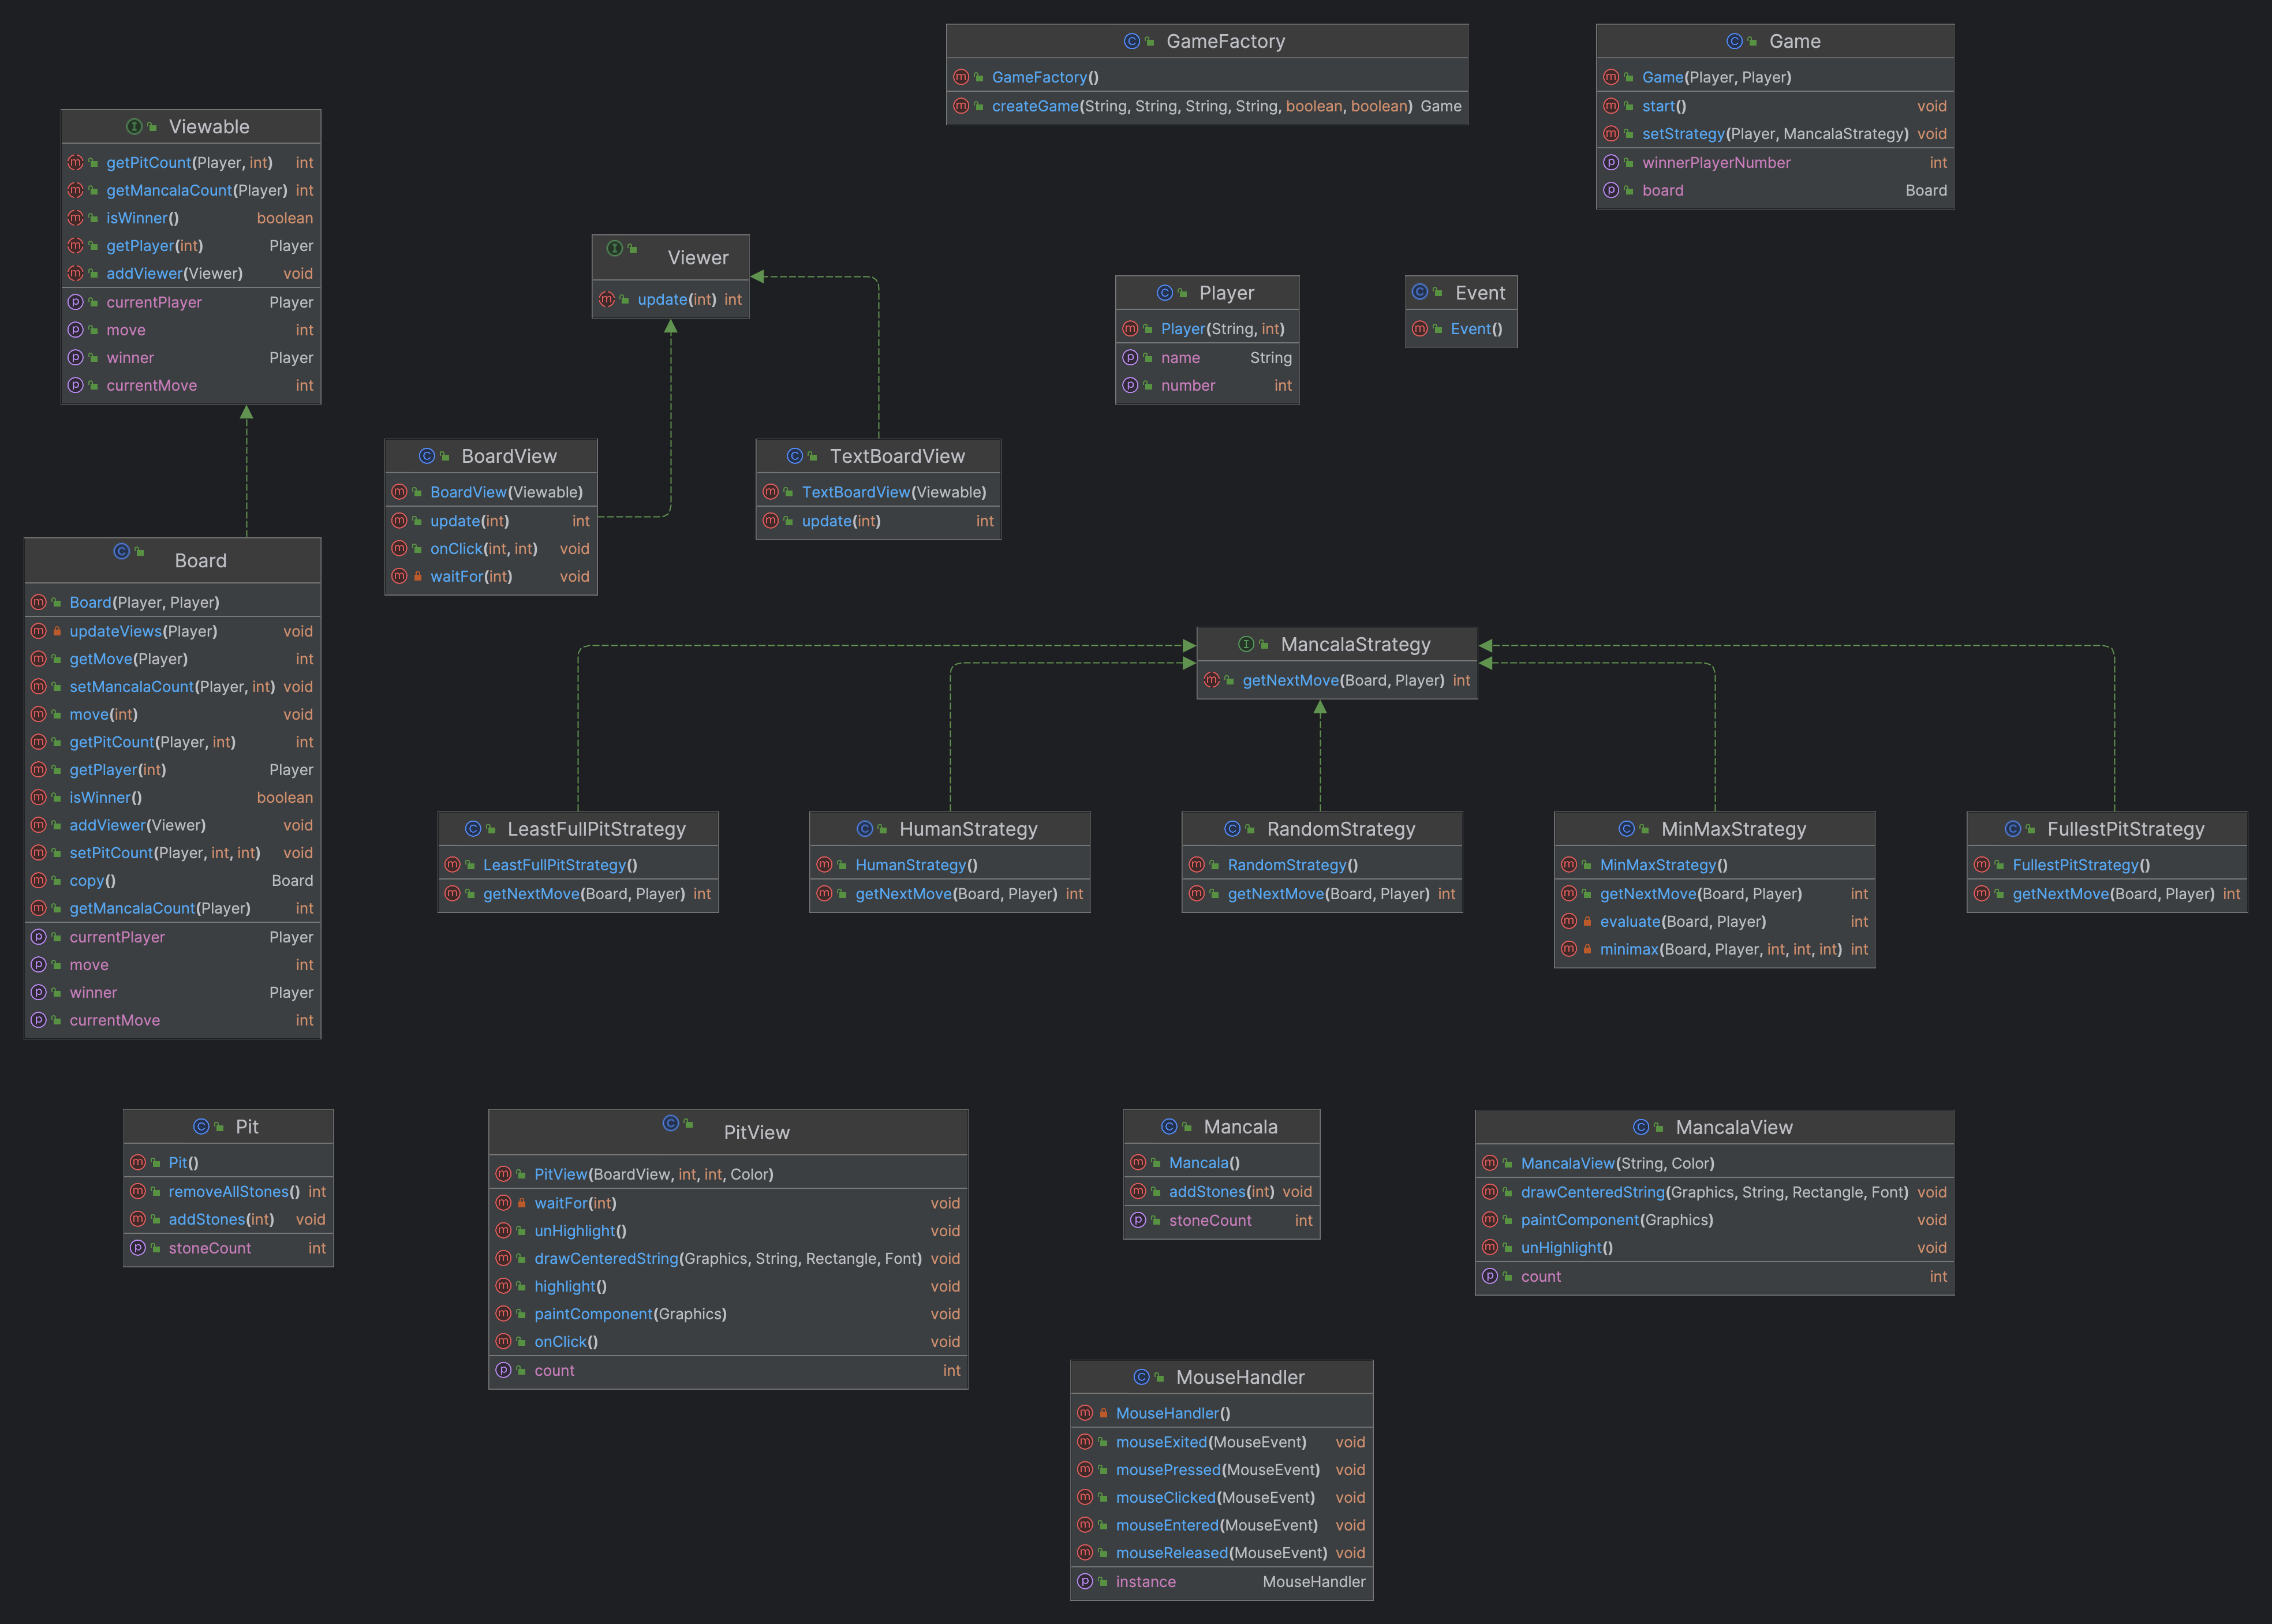 GameFactory
GameFactory()
createGame(String, String, String, String, boolean, boolean) Game
Game
Game(Player, Player)
start() void
setStrategy(Player, MancalaStrategy) void
winnerPlayerNumber int
board Board
Viewable
getPitCount(Player, int) int
getMancalaCount(Player) int
isWinner() boolean
getPlayer(int) Player
addViewer(Viewer) void
currentPlayer Player
move int
winner Player
currentMove int
Viewer
update(int) int
Player
Player(String, int)
name String
number int
Event
Event()
BoardView
BoardView(Viewable)
update(int) int
onClick(int, int) void
waitFor(int) void
TextBoardView
TextBoardView(Viewable)
update(int) int
Board
Board(Player, Player)
updateViews(Player) void
getMove(Player) int
setMancalaCount(Player, int) void
move(int) void
getPitCount(Player, int) int
getPlayer(int) Player
isWinner() boolean
addViewer(Viewer) void
setPitCount(Player, int, int) void
copy() Board
getMancalaCount(Player) int
currentPlayer Player
move int
winner Player
currentMove int
MancalaStrategy
getNextMove(Board, Player) int
LeastFullPitStrategy
LeastFullPitStrategy()
getNextMove(Board, Player) int
HumanStrategy
HumanStrategy()
getNextMove(Board, Player) int
RandomStrategy
RandomStrategy()
getNextMove(Board, Player) int
MinMaxStrategy
MinMaxStrategy()
getNextMove(Board, Player) int
evaluate(Board, Player) int
minimax(Board, Player, int, int, int) int
FullestPitStrategy
FullestPitStrategy()
getNextMove(Board, Player) int
Pit
Pit()
removeAllStones() int
addStones(int) void
stoneCount int
PitView
PitView(BoardView, int, int, Color)
waitFor(int) void
unHighlight() void
drawCenteredString(Graphics, String, Rectangle, Font) void
highlight() void
paintComponent(Graphics) void
onClick() void
count int
Mancala
Mancala()
addStones(int) void
stoneCount int
MancalaView
MancalaView(String, Color)
drawCenteredString(Graphics, String, Rectangle, Font) void
paintComponent(Graphics) void
unHighlight() void
count int
MouseHandler
MouseHandler()
mouseExited(MouseEvent) void
mousePressed(MouseEvent) void
mouseClicked(MouseEvent) void
mouseEntered(MouseEvent) void
mouseReleased(MouseEvent) void
instance MouseHandler